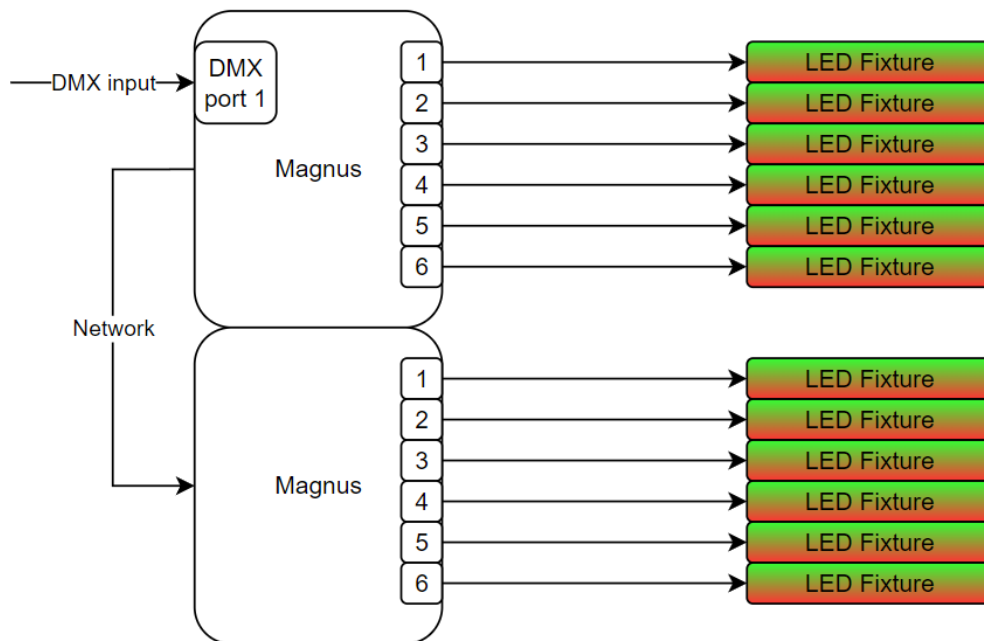 DMX input
DMX
port 1
Magnus
1
2
3
4
5
6
LED Fixture
LED Fixture
LED Fixture
LED Fixture
LED Fixture
LED Fixture
Network
Magnus
1
2
3
4
5
6
LED Fixture
LED Fixture
LED Fixture
LED Fixture
LED Fixture
LED Fixture